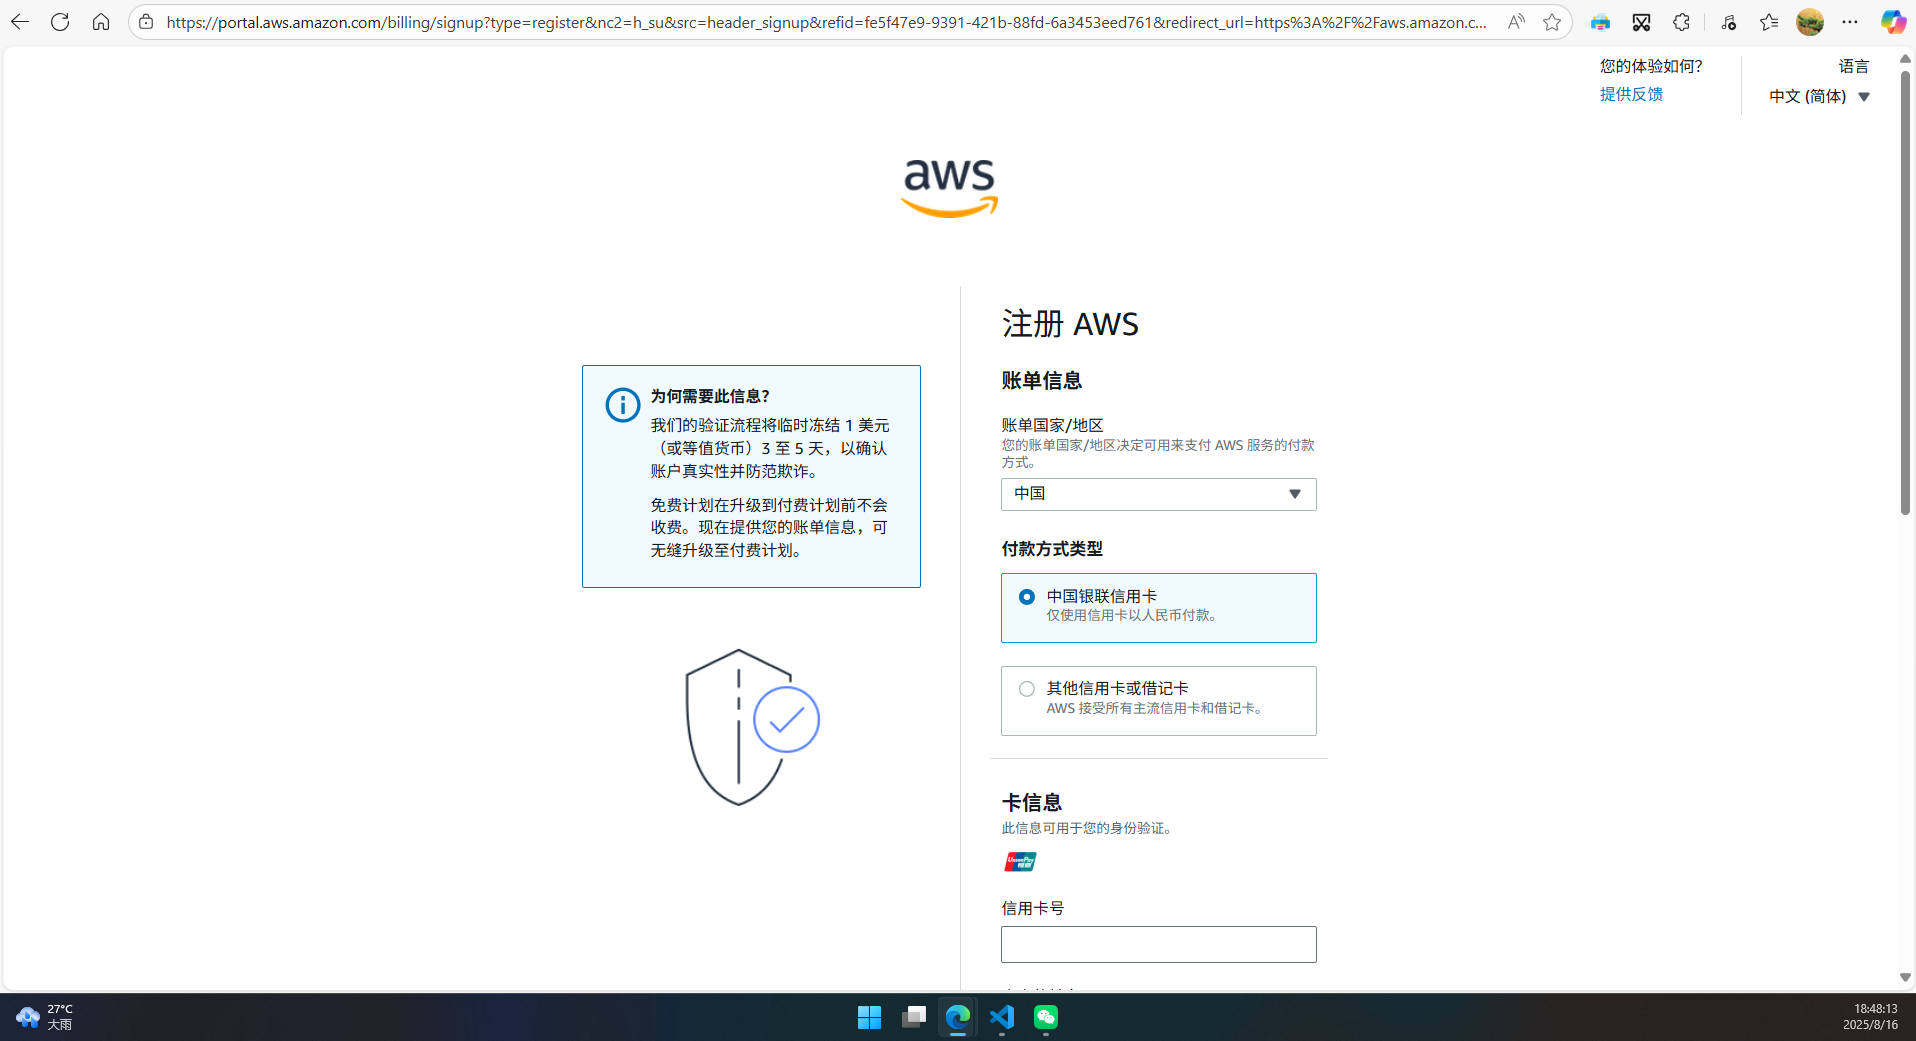 https://portal.aws.amazon.com/billing/signup?type=register&nc2=h_su&src=header_signup&refid=fe5f47e9-9391-421b-88fd-6a3453eed761&redirect_url=https%3A%2F%2Faws.amazon.c...
您的体验如何?
提供反馈
语言
中文 (简体)
aws
为何需要此信息?
我们的验证流程将临时冻结 1 美元
（或等值货币）3 至 5 天，以确认
账户真实性并防范欺诈。
免费计划在升级到付费计划前不会
收费。现在提供您的账单信息，可
无缝升级至付费计划。
注册 AWS
账单信息
账单国家/地区
您的账单国家/地区决定可用来支付 AWS 服务的付款
方式。
中国
付款方式类型
中国银联信用卡
仅使用信用卡以人民币付款。
其他信用卡或借记卡
AWS 接受所有主流信用卡和借记卡。
卡信息
此信息可用于您的身份验证。
UnionPay
银联
信用卡号
27°C
大雨
18:48:13
2025/8/16